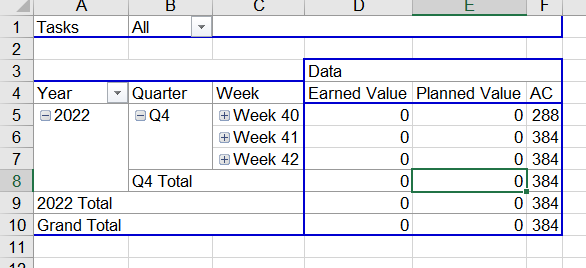 A B C D E F
1 Tasks All
2
3 Data
4 Year Quarter Week Earned Value Planned Value AC
5 2022 Q4 Week 40 0 0 288
6 Week 41 0 0 384
7 Week 42 0 0 384
8 Q4 Total 0 0 384
9 2022 Total 0 0 384
10 Grand Total 0 0 384
11